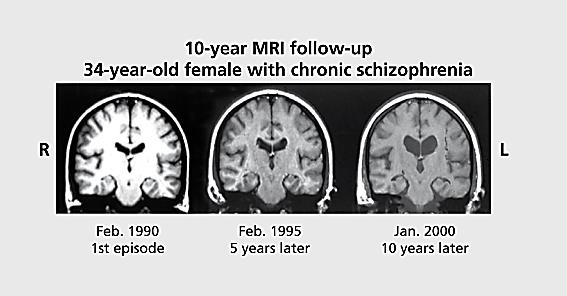 10-year MRI follow-up
34-year-old female with chronic schizophrenia
R
L
Feb. 1990
1st episode
Feb. 1995
5 years later
Jan. 2000
10 years later